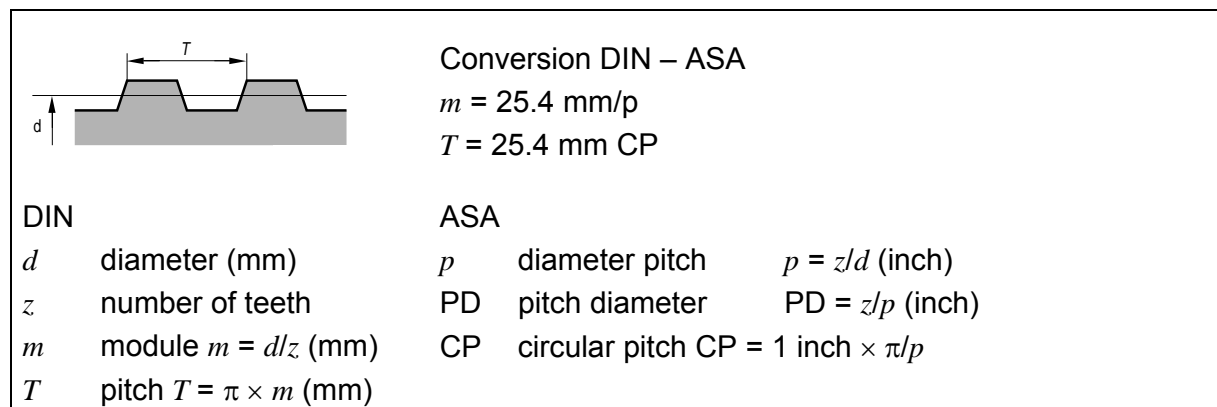 T
d
Conversion DIN – ASA
m = 25.4 mm/p
T = 25.4 mm CP
DIN
d diameter (mm)
z number of teeth
m module m = d/z (mm)
T pitch T = π × m (mm)
ASA
p diameter pitch p = z/d (inch)
PD pitch diameter PD = z/p (inch)
CP circular pitch CP = 1 inch × π/p